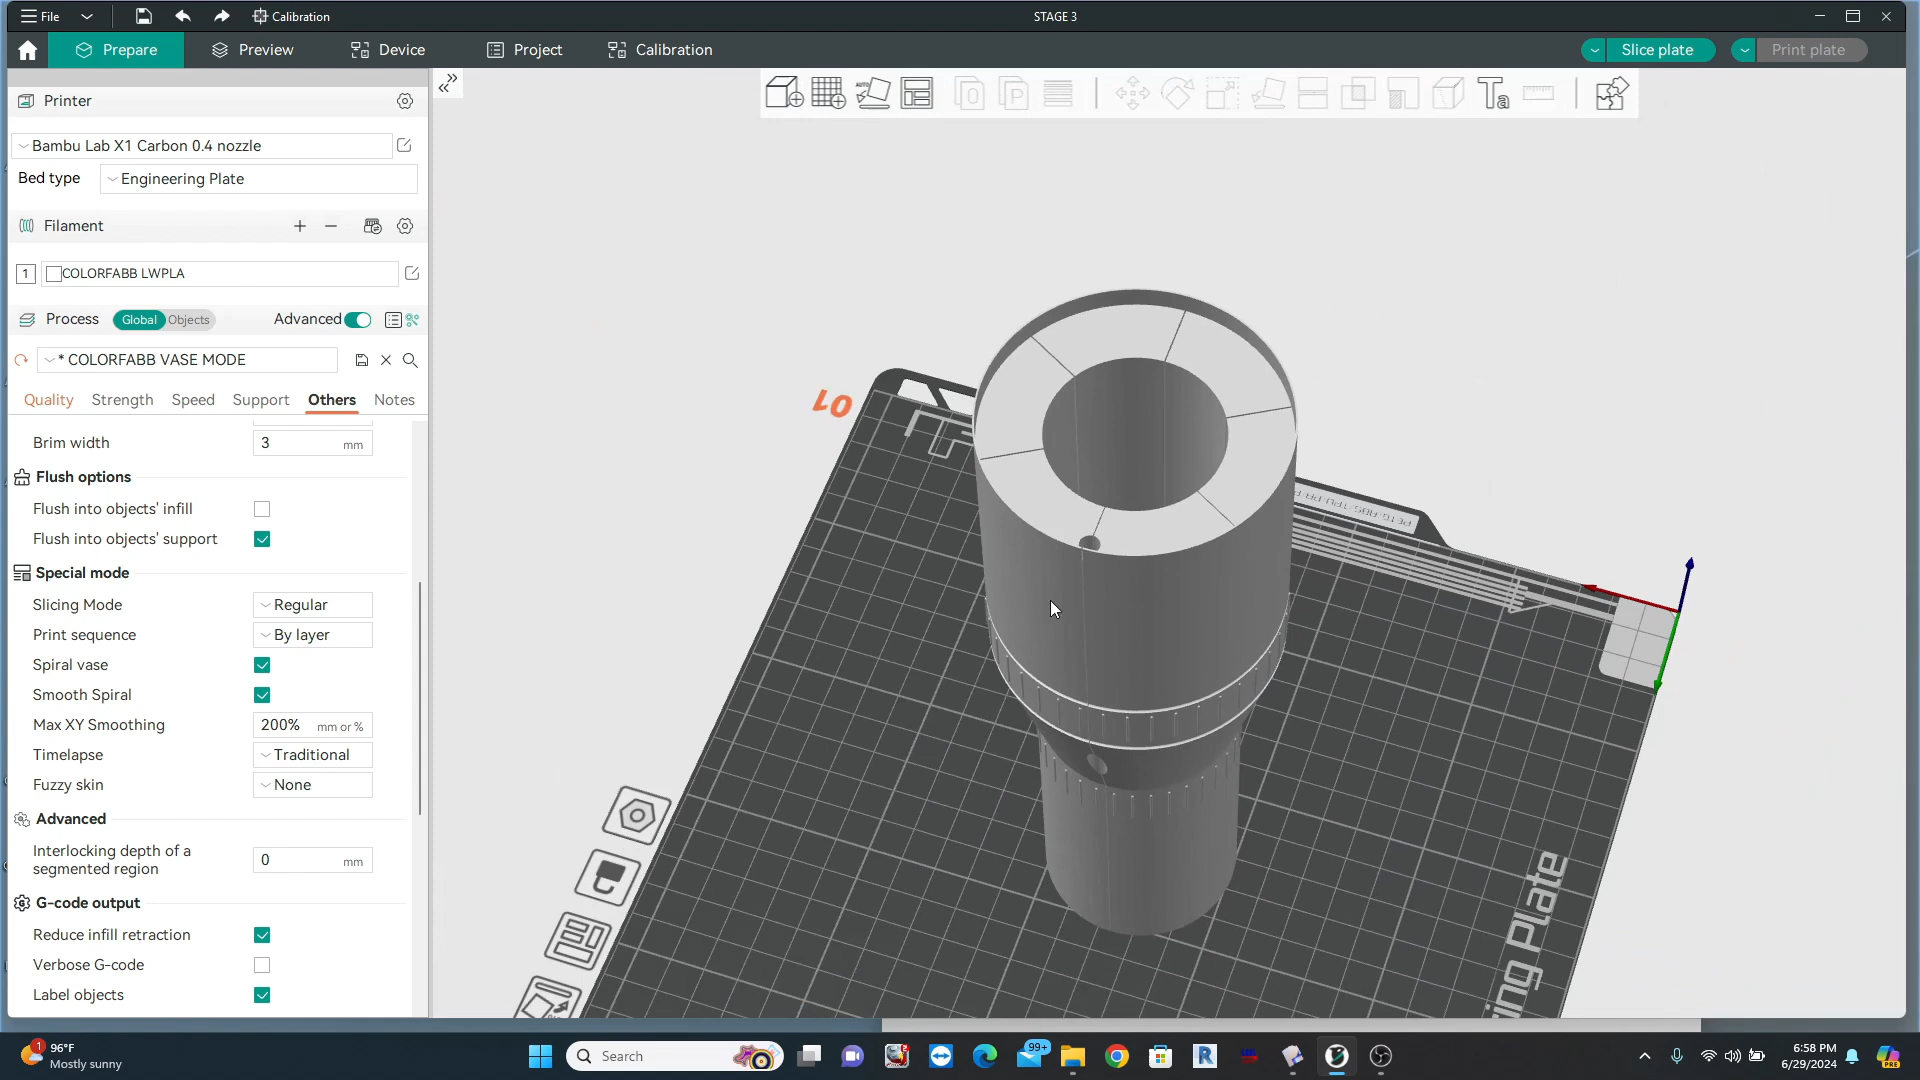 File
Calibration
STAGE 3
Prepare
Preview
Device
Project
Calibration
Slice plate
Print plate
Printer
Bambu Lab X1 Carbon 0.4 nozzle
Bed type
Engineering Plate
Filament
1
COLORFABB LWPLA
Process
Global
Objects
Advanced
* COLORFABB VASE MODE
Quality
Strength
Speed
Support
Others
Notes
Brim width
3 mm
Flush options
Flush into objects' infill
Flush into objects' support
Special mode
Slicing Mode
Regular
Print sequence
By layer
Spiral vase
Smooth Spiral
Max XY Smoothing
200% mm or %
Timelapse
Traditional
Fuzzy skin
None
Advanced
Interlocking depth of a
segmented region
0 mm
G-code output
Reduce infill retraction
Verbose G-code
Label objects
AUTO
01
ing Plate
1
96°F
Mostly sunny
Search
99+
6:58 PM
6/29/2024
PRE